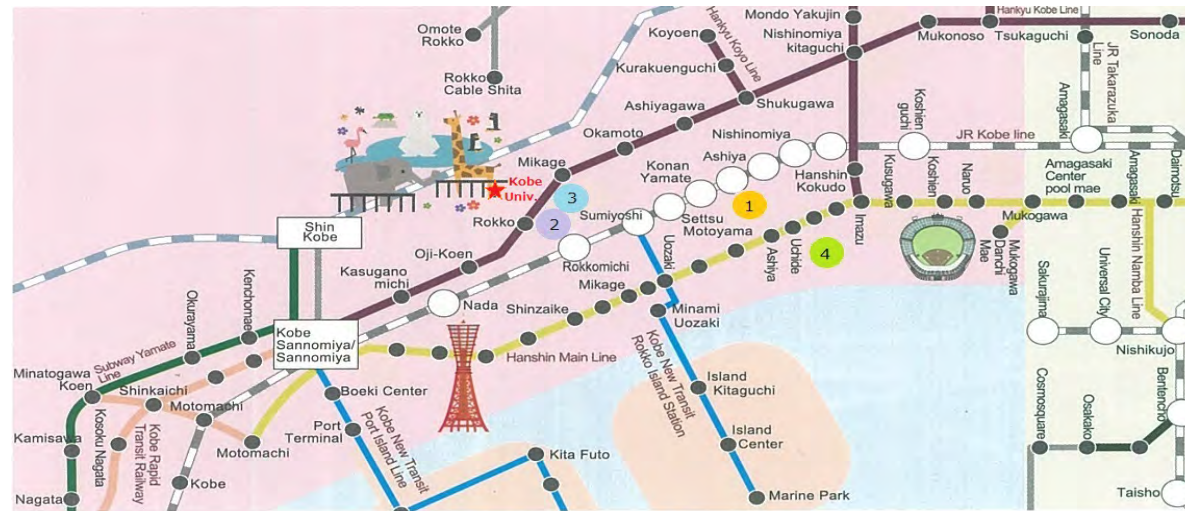 Omote
Rokko
Rokko
Cable Shita
Koyoen
Hankyu Koyo Line
Kurakuenguchi
Shukugawa
Ashiyagawa
Okamoto
Mikage
Rokko
Kobe
Univ.
3
2
1
4
Mondo Yakujin
Nishinomiya
kitaguchi
Hankyu Kobe Line
Mukonoso
Tsukaguchi
Sonoda
JR Takarazuka
Line
Amagasaki
JR Kobe line
Koshien
guchi
Nishinomiya
Ashiya
Konan
Yamate
Settsu
Motoyama
Sumiyoshi
Rokkomichi
Hanshin
Kokudo
Imazu
Kusugawa
Koshien
Naruo
Mukogawa
Mukogawa
Danchi
Mae
Amagasaki
Center
pool mae
Amagasaki
Daimotsu
Hanshin Namba Line
Sakurajima
Universal City
Nishikujo
Bentencho
Cosmosquare
Osakako
Taisho
Uchide
Ashiya
Uozaki
Mikage
Shinzaike
Hanshin Main Line
Minami
Uozaki
Kobe New Transit
Rokko Island Station
Island
Kitaguchi
Island
Center
Marine Park
Shin
Kobe
Oji-Koen
Kasugano
michi
Nada
Kobe
Sannomiya/
Sannomiya
Kenchomae
Okurayama
Subway Yamate
Line
Minatogawa
Koen
Shinkaichi
Motomachi
Motomachi
Kamisawa
Kosoku Nagata
Kobe Rapid
Transit Railway
Nagata
Kobe
Boeki Center
Port
Terminal
Kobe New Transit
Port Island Line
Kita Futo